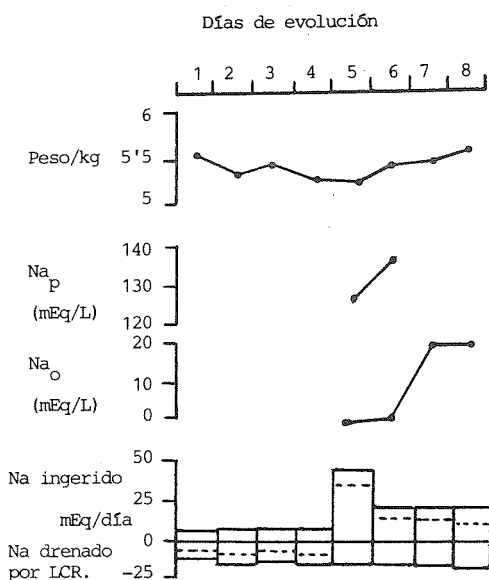 Días de evolución
1 2 3 4 5 6 7 8
6
Peso/kg 5'5
5
140
Na p 130
(mEq/L) 120
Na o 20
(mEq/L) 10
0
50
Na ingerido
25
mEq/día
0
Na drenado
por LCR. -25